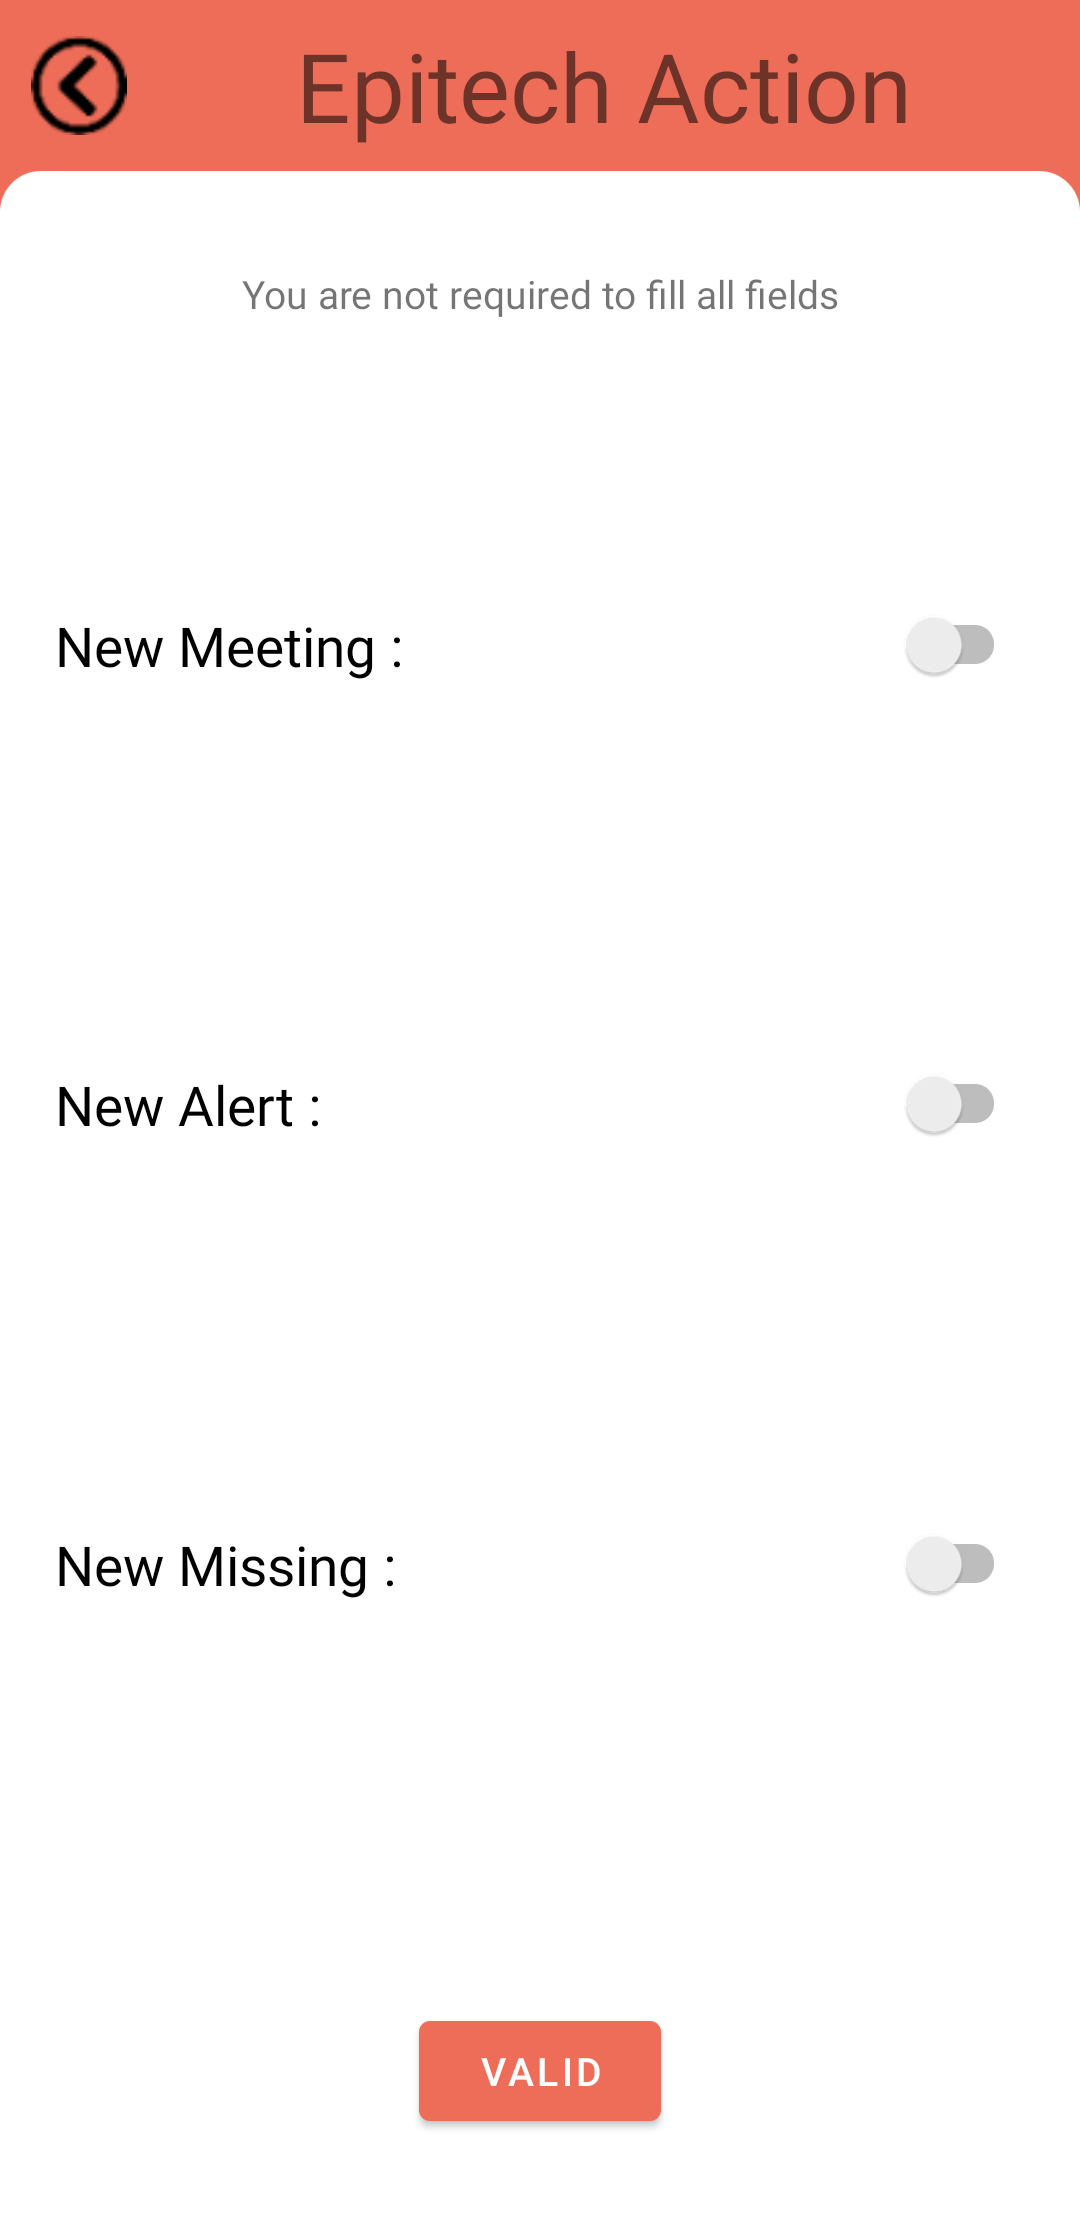 Epitech Action
You are not required to fill all fields
New Meeting :
New Alert :
New Missing :
VALID